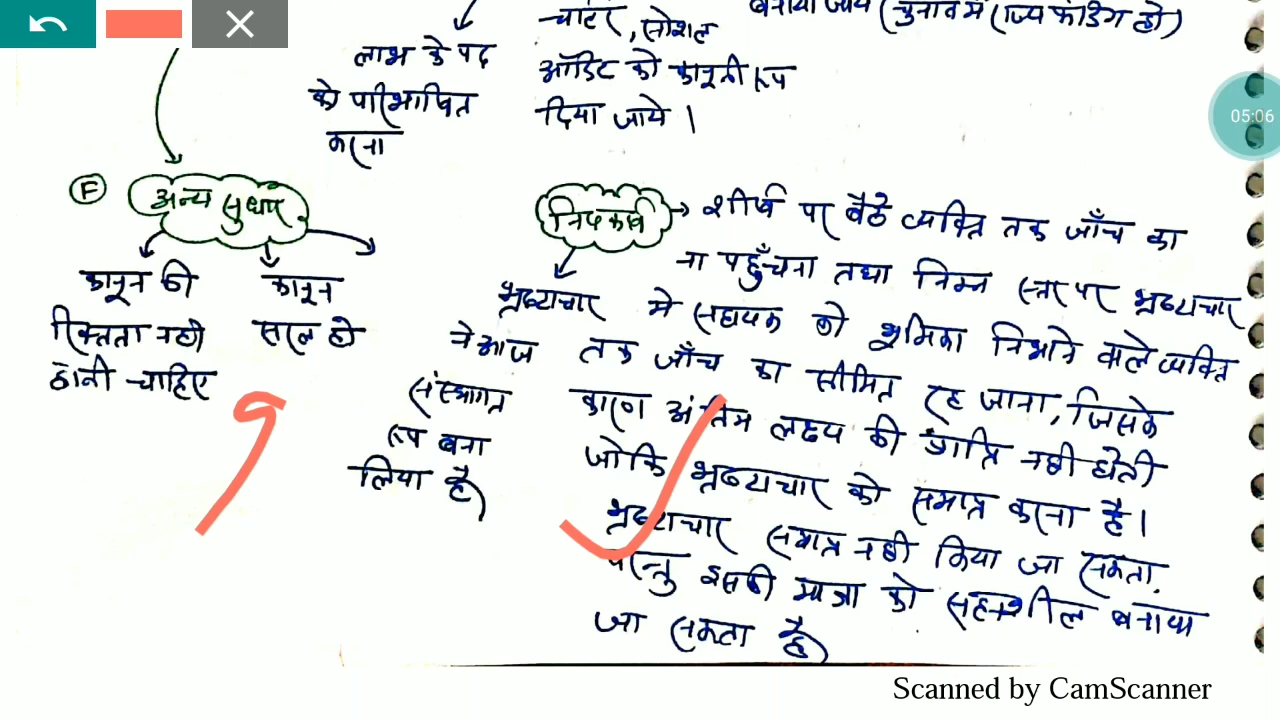 बनाया जाये (चुनाव में राज्य फंडिंग हो)
चार्टर, सोशल
ऑडिट को कानूनी रूप
दिया जाये।
लाभ के पद
को परिभाषित
करना
05:06
F
अन्य सुधार
कानून की
रिक्तता नही
होनी चाहिए
कानून
सरल हो
निष्कर्ष
शीर्ष पर बैठे व्यक्ति तक जाँच का
ना पहुँचना तथा निम्न स्तर पर भ्रष्टाचार
मे सहायक की भूमिका निभाने वाले व्यक्ति
तक जाँच का सीमित रह जाना, जिसके
कारण अंतिम लक्ष्य की प्राप्ति नही होती
जोकि भ्रष्टाचार को समाप्त करना है।
भ्रष्टाचार समाप्त नही किया जा सकता
परन्तु इसकी मात्रा को सहनशील बनाया
जा सकता है
भ्रष्टाचार
ने आज
संस्थागत
रूप बना
लिया है
Scanned by CamScanner